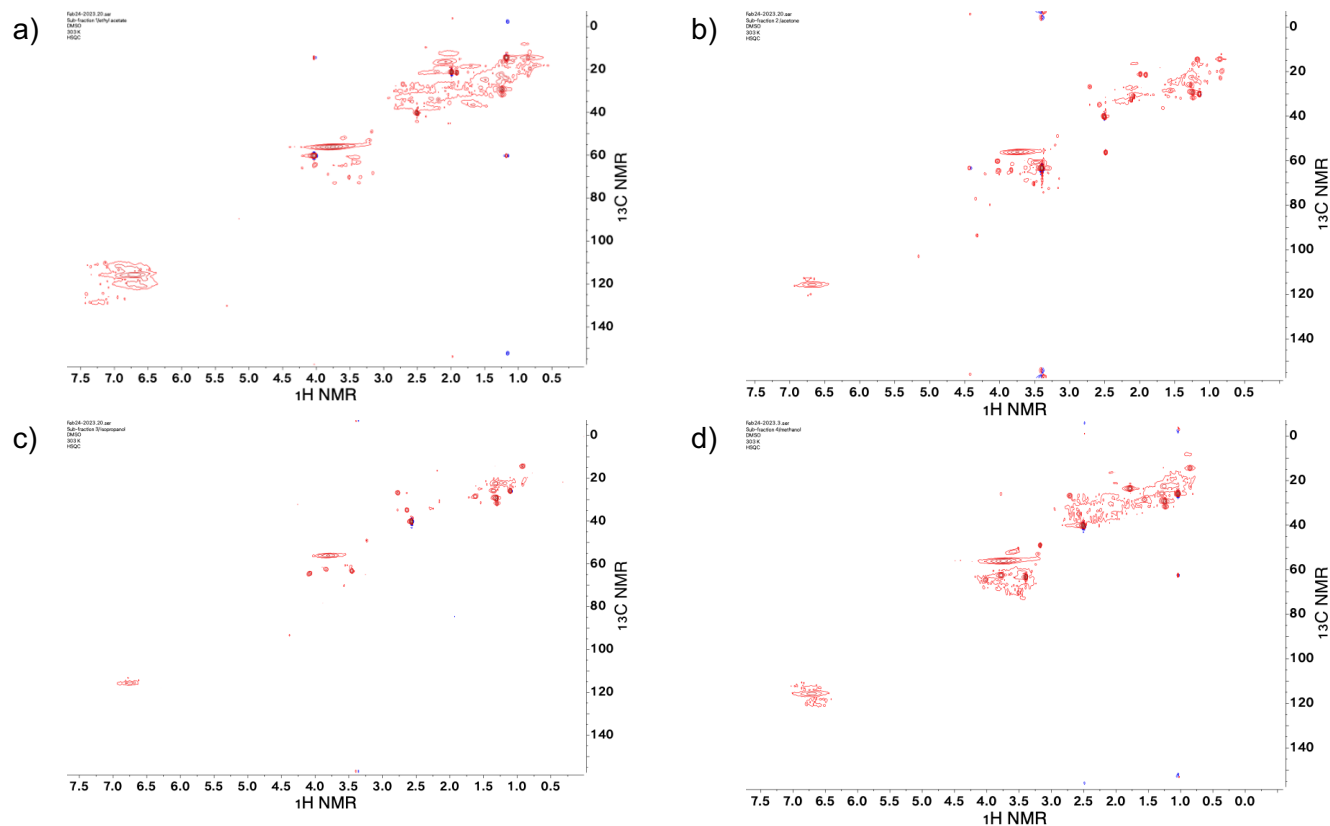 a)
Feb24-2023.20.ser
Sub-fraction 1/ethyl acetate
DMSO
303 K
HSQC
0
20
40
60
80
100
120
140
13C NMR
7.5 7.0 6.5 6.0 5.5 5.0 4.5 4.0 3.5 3.0 2.5 2.0 1.5 1.0 0.5
1H NMR
b)
Feb24-2023.20.ser
Sub-fraction 2/acetone
DMSO
303 K
HSQC
0
20
40
60
80
100
120
140
13C NMR
7.5 7.0 6.5 6.0 5.5 5.0 4.5 4.0 3.5 3.0 2.5 2.0 1.5 1.0 0.5
1H NMR
c)
Feb24-2023.20.ser
Sub-fraction 3/isopropanol
DMSO
303 K
HSQC
0
20
40
60
80
100
120
140
13C NMR
7.5 7.0 6.5 6.0 5.5 5.0 4.5 4.0 3.5 3.0 2.5 2.0 1.5 1.0 0.5
1H NMR
d)
Feb24-2023.3.ser
Sub-fraction 4/methanol
DMSO
303 K
HSQC
0
20
40
60
80
100
120
140
13C NMR
7.5 7.0 6.5 6.0 5.5 5.0 4.5 4.0 3.5 3.0 2.5 2.0 1.5 1.0 0.5 0.0
1H NMR